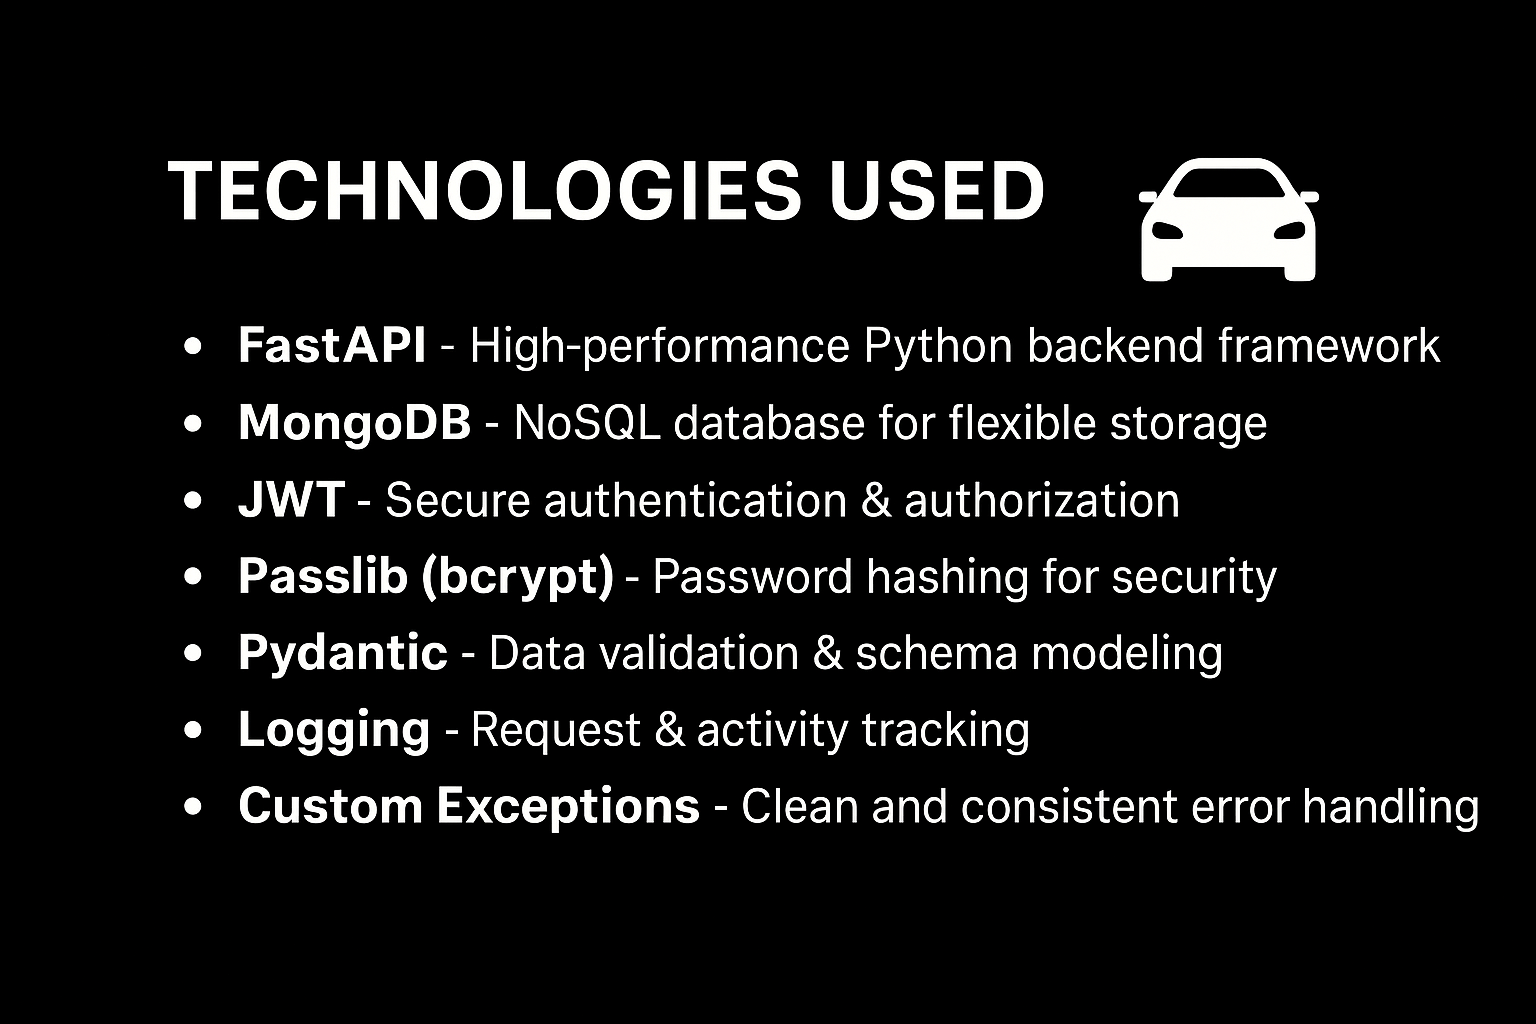 TECHNOLOGIES USED
• FastAPI - High-performance Python backend framework
• MongoDB - NoSQL database for flexible storage
• JWT - Secure authentication & authorization
• Passlib (bcrypt) - Password hashing for security
• Pydantic - Data validation & schema modeling
• Logging - Request & activity tracking
• Custom Exceptions - Clean and consistent error handling